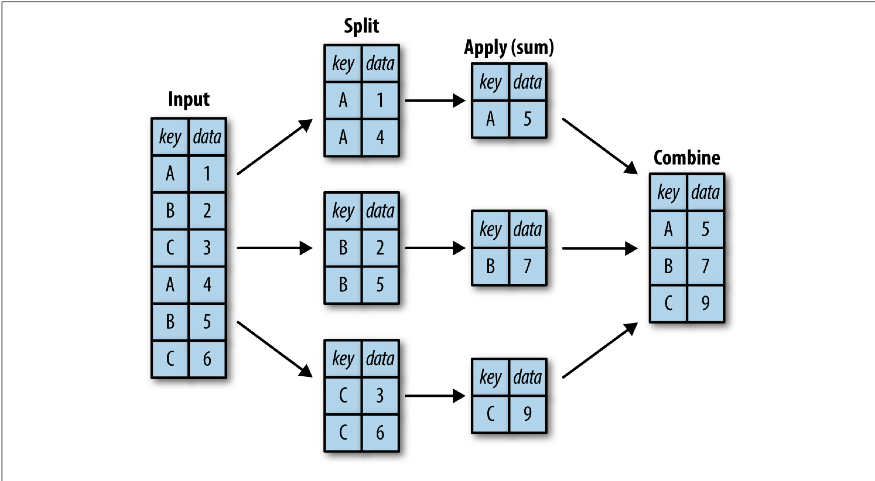 Input
key data
A 1
B 2
C 3
A 4
B 5
C 6
Split
key data
A 1
A 4
key data
B 2
B 5
key data
C 3
C 6
Apply (sum)
key data
A 5
key data
B 7
key data
C 9
Combine
key data
A 5
B 7
C 9